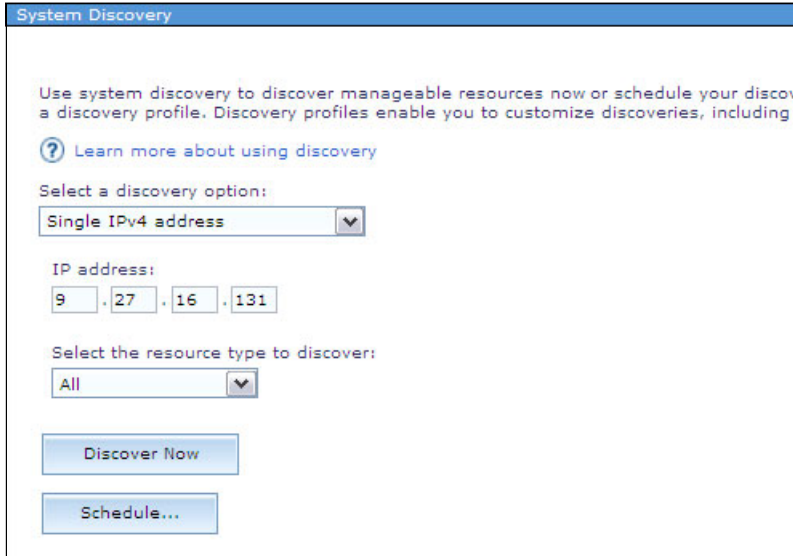 System Discovery
Use system discovery to discover manageable resources now or schedule your
a discovery profile. Discovery profiles enable you to customize discoveries, including
Learn more about using discovery
Select a discovery option:
Single IPv4 address
IP address:
9 . 27 . 16 . 131
Select the resource type to discover:
All
Discover Now
Schedule...